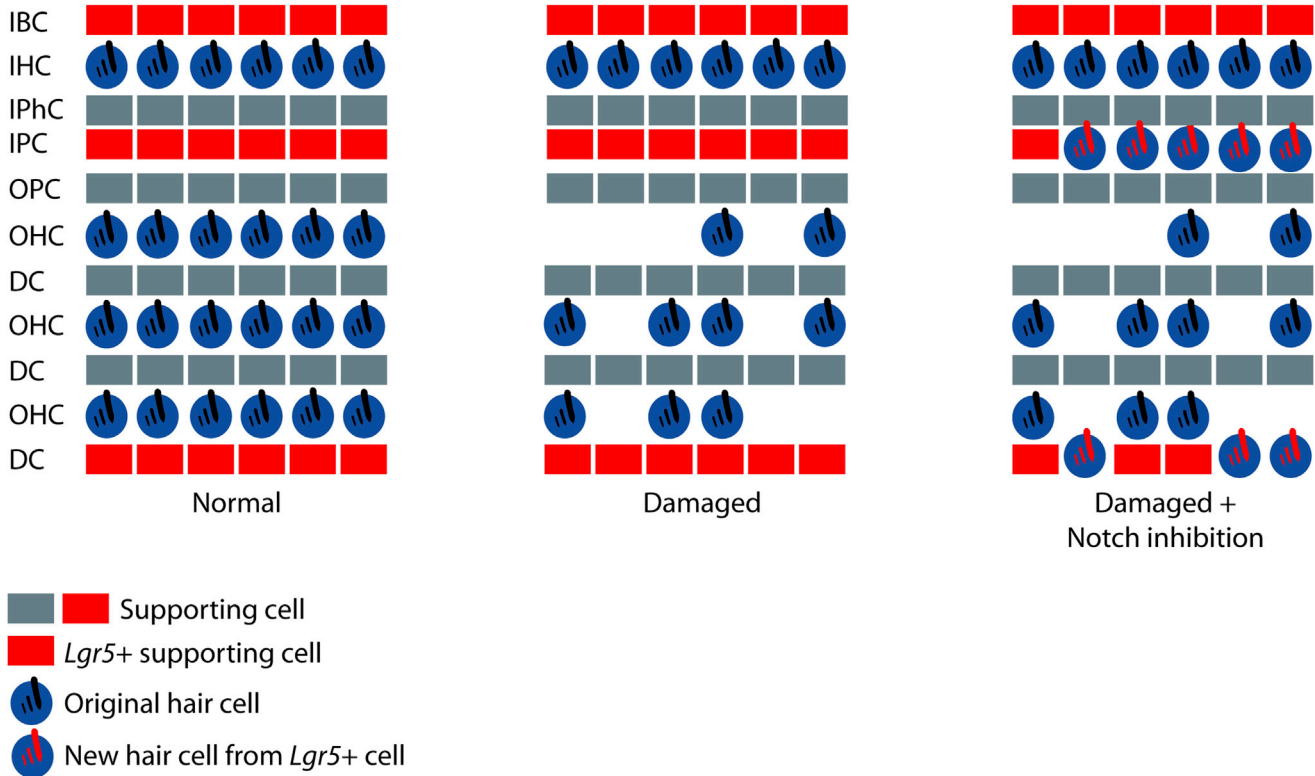 IBC
IHC
IPhC
IPC
OPC
OHC
DC
OHC
DC
OHC
DC
Normal
Damaged
Damaged +
Notch inhibition
Supporting cell
Lgr5+ supporting cell
Original hair cell
New hair cell from Lgr5+ cell